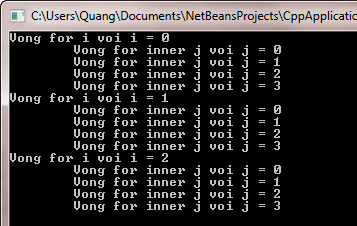 C:\Users\Quang\Documents\NetBeansProjects\CppApplicatic
Vong for i voi i = 0
Vong for inner j voi j = 0
Vong for inner j voi j = 1
Vong for inner j voi j = 2
Vong for inner j voi j = 3
Vong for i voi i = 1
Vong for inner j voi j = 0
Vong for inner j voi j = 1
Vong for inner j voi j = 2
Vong for inner j voi j = 3
Vong for i voi i = 2
Vong for inner j voi j = 0
Vong for inner j voi j = 1
Vong for inner j voi j = 2
Vong for inner j voi j = 3